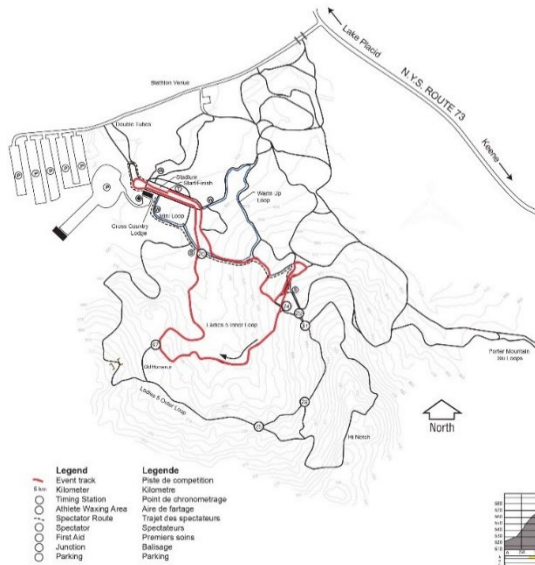 Lake Placid
N.Y.S. ROUTE 73
Keene
Biathlon Venue
Double Tubes
P
P
P
P
P
P
Stadium
Start/Finish
Warm-Up
Loop
Loop
Cross Country
Lodge
Ladies 5 Inner Loop
Porter Mountain
Ski Loops
Ladies 5 Outer Loop
Hi Notch
North
Legend Legende
Event track Piste de competition
Kilometer Kilometre
Timing Station Point de chronometrage
Athlete Waxing Area Aire de fartage
Spectator Route Trajet des spectateurs
Spectator Spectateurs
First Aid Premiers soins
Junction Balisage
Parking Parking